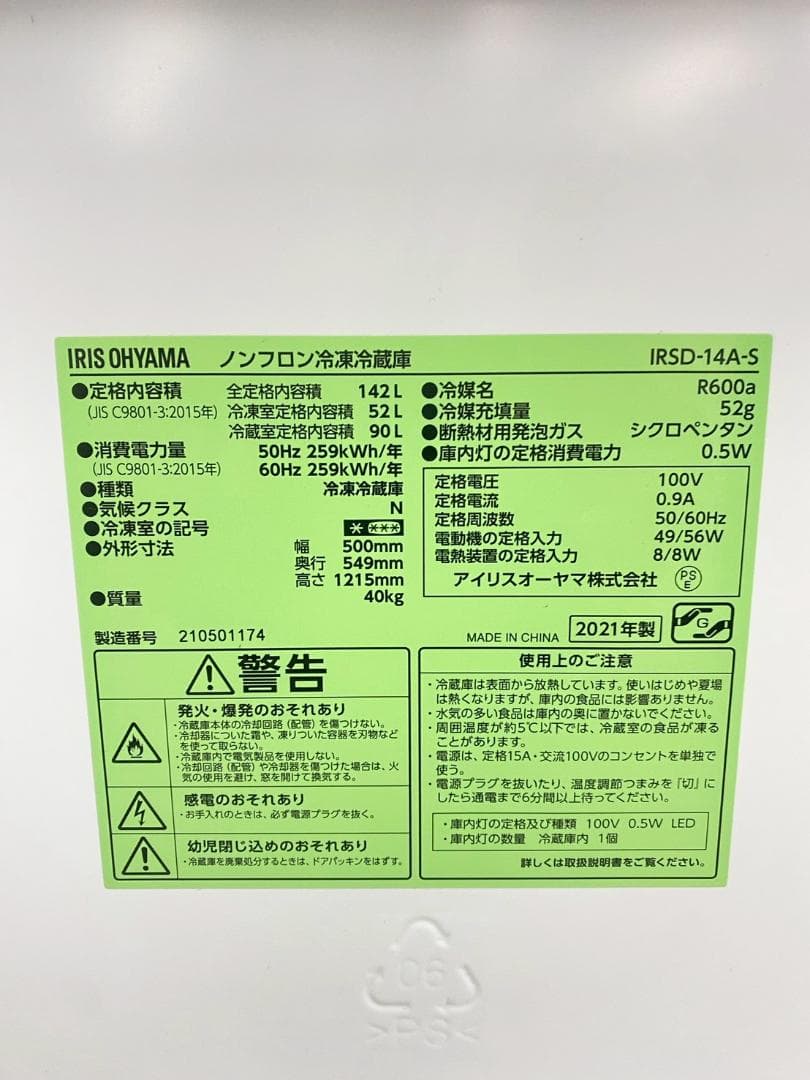 IRIS OHYAMA ノンフロン冷凍冷蔵庫 IRSD-14A-S
●定格内容積 全定格内容積 142L
(JIS C9801-3:2015年) 冷凍室定格内容積 52L
冷蔵室定格内容積 90L
●消費電力量 50Hz 259kWh/年
(JIS C9801-3:2015年) 60Hz 259kWh/年
●種類 冷凍冷蔵庫
●気候クラス N
●冷凍室の記号 * ***
●外形寸法 幅 500mm
奥行 549mm
高さ 1215mm
●質量 40kg
製造番号 210501174
●冷媒名 R600a
●冷媒充填量 52g
●断熱材用発泡ガス シクロペンタン
●庫内灯の定格消費電力 0.5W
定格電圧 100V
定格電流 0.9A
定格周波数 50/60Hz
電動機の定格入力 49/56W
電熱装置の定格入力 8/8W
アイリスオーヤマ株式会社 PSE
MADE IN CHINA 2021年製 G
警告
発火・爆発のおそれあり
・冷蔵庫本体の冷却回路(配管)を傷つけない。
・冷却器についた霜や、凍りついた容器を刃物など
を使って取らない。
・冷蔵庫内で電気製品を使用しない。
・冷却回路(配管)や冷却器を傷つけた場合は、火
気の使用を避け、窓を開けて換気する。
感電のおそれあり
・お手入れのときは、必ず電源プラグを抜く。
幼児閉じ込めのおそれあり
・冷蔵庫を廃棄処分するときは、ドアパッキンをはずす。
使用上のご注意
・冷蔵庫は表面から放熱しています。使いはじめや夏場
は熱くなりますが、庫内の食品には影響ありません。
・水気の多い食品は庫内の奥に置かないでください。
・周囲温度が約5℃以下では、冷蔵室の食品が凍る
ことがあります。
・電源は、定格15A・交流100Vのコンセントを単独で
使う。
・電源プラグを抜いたり、温度調節つまみを「切」に
したら通電まで6分間以上待ってください。
・庫内灯の定格及び種類 100V 0.5W LED
・庫内灯の数量 冷蔵庫内 1個
詳しくは取扱説明書をご覧ください。
06
>PS<